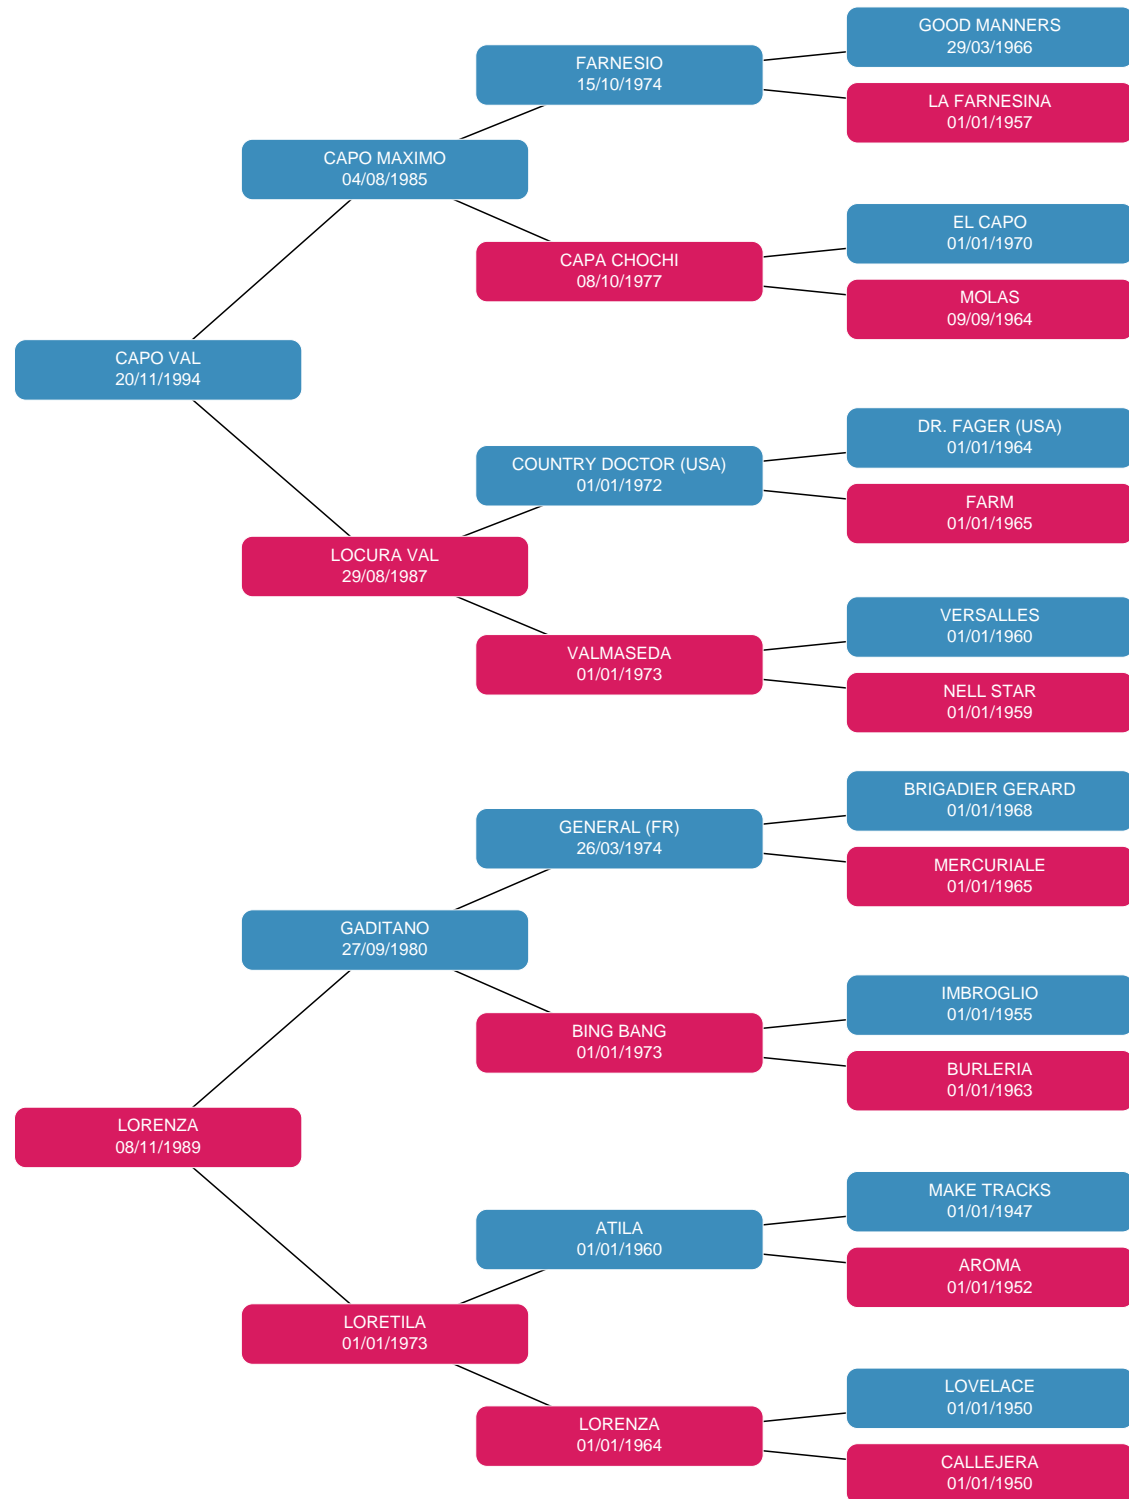 GOOD MANNERS
29/03/1966
FARNESIO
15/10/1974
LA FARNESINA
01/01/1957
CAPO MAXIMO
04/08/1985
EL CAPO
01/01/1970
CAPA CHOCHI
08/10/1977
MOLAS
09/09/1964
CAPO VAL
20/11/1994
DR. FAGER (USA)
01/01/1964
COUNTRY DOCTOR (USA)
01/01/1972
FARM
01/01/1965
LOCURA VAL
29/08/1987
VERSALLES
01/01/1960
VALMASEDA
01/01/1973
NELL STAR
01/01/1959
BRIGADIER GERARD
01/01/1968
GENERAL (FR)
26/03/1974
MERCURIALE
01/01/1965
GADITANO
27/09/1980
IMBROGLIO
01/01/1955
BING BANG
01/01/1973
BURLERIA
01/01/1963
LORENZA
08/11/1989
MAKE TRACKS
01/01/1947
ATILA
01/01/1960
AROMA
01/01/1952
LORETILA
01/01/1973
LOVELACE
01/01/1950
LORENZA
01/01/1964
CALLEJERA
01/01/1950